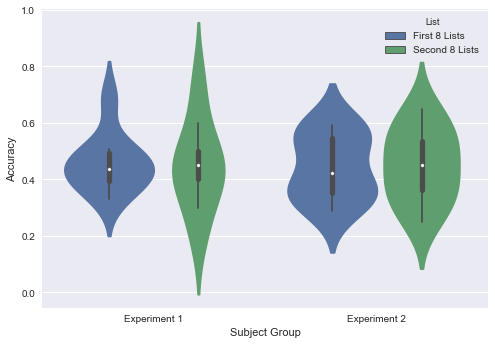 List
First 8 Lists
Second 8 Lists
Accuracy
1.0
0.8
0.6
0.4
0.2
0.0
Experiment 1
Experiment 2
Subject Group